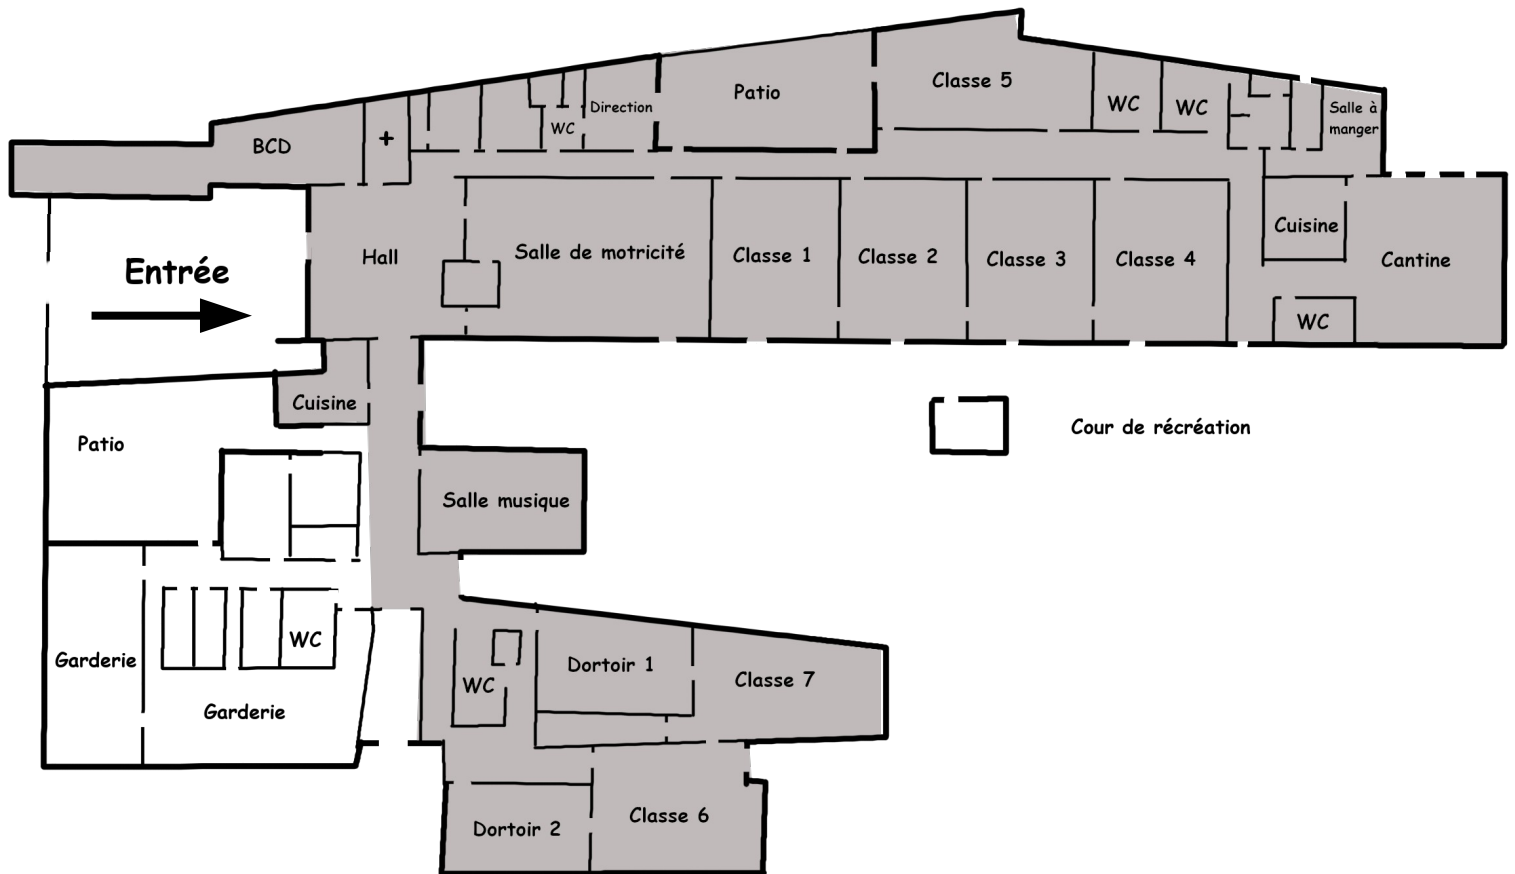 Classe 5
Patio
Direction
WC
WC
WC
Salle à
manger
BCD
+
Entrée
Hall
Salle de motricité
Classe 1
Classe 2
Classe 3
Classe 4
Cuisine
Cantine
WC
Cuisine
Cour de récréation
Patio
Salle musique
WC
Garderie
Garderie
WC
Dortoir 1
Classe 7
Dortoir 2
Classe 6